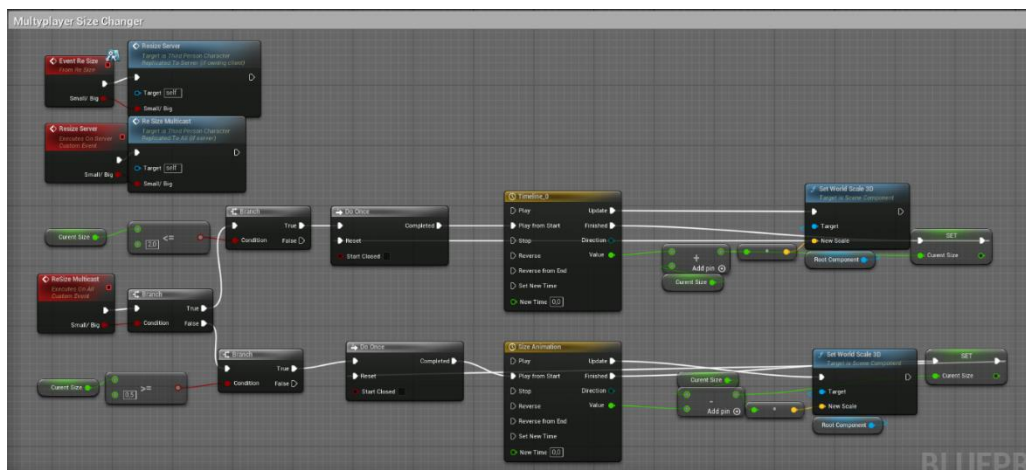 Multyplayer Size Changer
Event Re Size
From Re Size
Small/ Big
Resize Server
Target is Third Person Character
Replicated To Server (if owning client)
Target self
Small/ Big
Resize Server
Executes On Server
Custom Event
Small/ Big
Re Size Multicast
Target is Third Person Character
Replicated To All (if server)
Target self
Small/ Big
Curent Size
<=
Branch
Condition
True
False
Do Once
Reset
Start Closed
Completed
Timeline_0
Play
Play from Start
Stop
Reverse
Reverse from End
Set New Time
New Time 0,0
Update
Finished
Direction
Value
+
Add pin
Curent Size
Set World Scale 3D
Target is Scene Component
Target
New Scale
Root Component
SET
Curent Size
ReSize Multicast
Executes On All
Custom Event
Small/ Big
Branch
Condition
True
False
Curent Size
>=
0,5
Branch
Condition
True
False
Do Once
Reset
Start Closed
Completed
Size Animation
Play
Play from Start
Stop
Reverse
Reverse from End
Set New Time
New Time 0,0
Update
Finished
Direction
Value
Curent Size
-
Add pin
Set World Scale 3D
Target is Scene Component
Target
New Scale
Root Component
SET
Curent Size